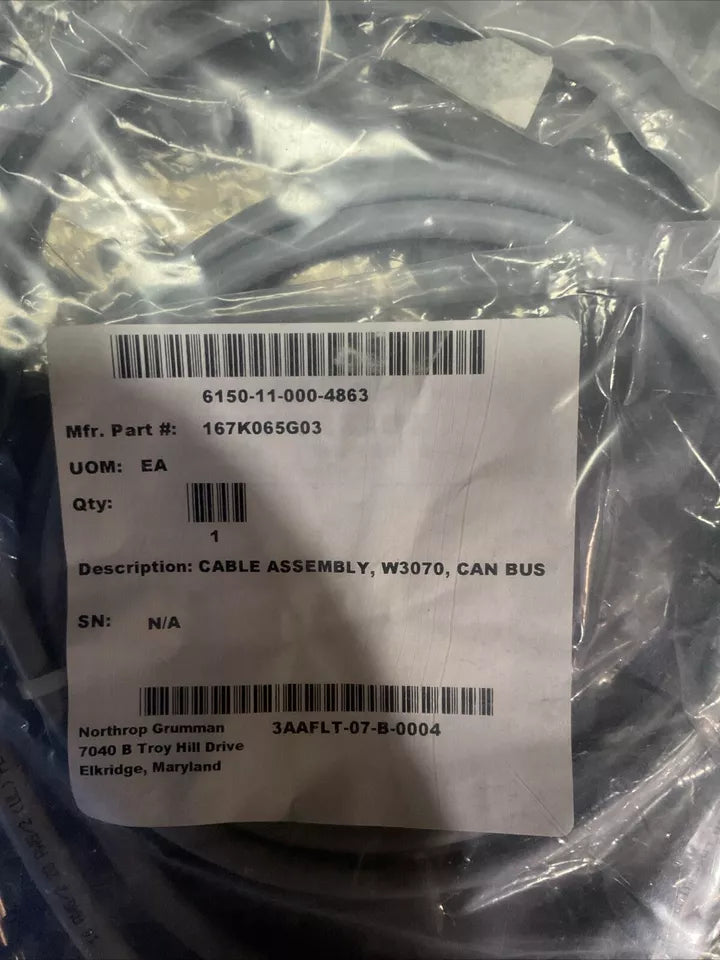 6150-11-000-4863
Mfr. Part #: 167K065G03
UOM: EA
Qty:
1
Description: CABLE ASSEMBLY, W3070, CAN BUS
SN: N/A
Northrop Grumman 3AAFLT-07-B-0004
7040 B Troy Hill Drive
Elkridge, Maryland